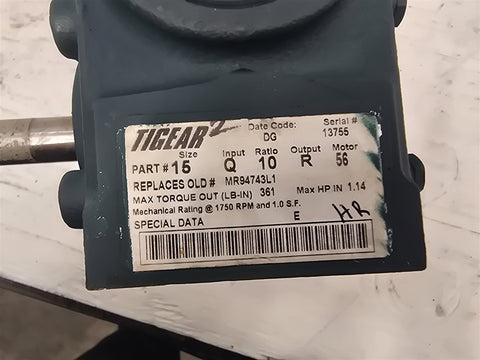 TIGEAR 2 Date Code: Serial #
DG 13755
Size Input Ratio Output Motor
PART # 15 Q 10 R 56
REPLACES OLD # MR94743L1
MAX TORQUE OUT (LB-IN) 361 Max HP IN 1.14
Mechanical Rating @ 1750 RPM and 1.0 S.F.
SPECIAL DATA E HR